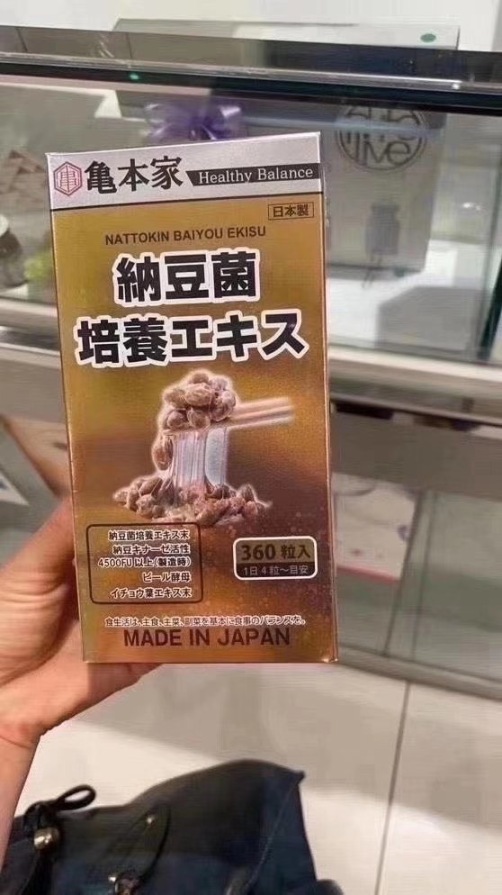 亀本家 Healthy Balance
日本製
NATTOKIN BAIYOU EKISU
納豆菌
培養エキス
納豆菌培養エキス末
納豆キナーゼ活性
4500FU以上(製造時)
ビール酵母
イチョウ葉エキス末
360粒入
1日4粒~目安
食生活は、主食、主菜、副菜を基本に食事のバランスを。
MADE IN JAPAN